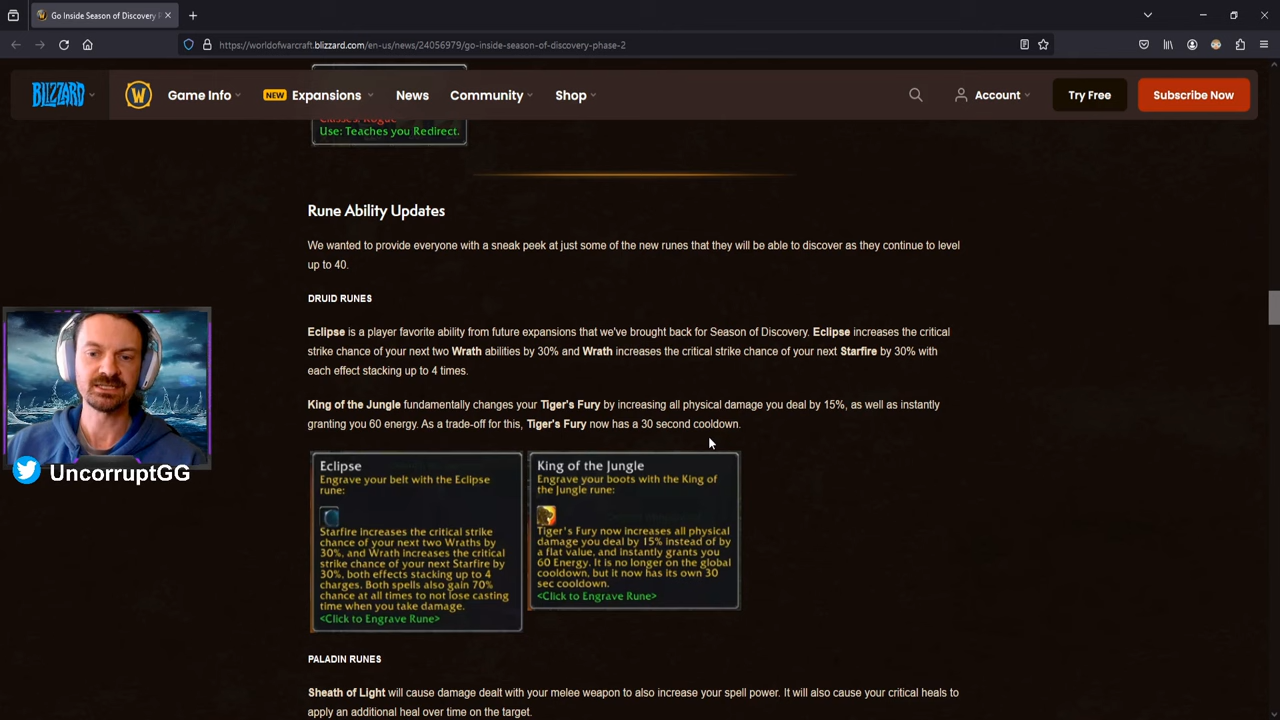 Go Inside Season of Discovery P
https://worldofwarcraft.blizzard.com/en-us/news/24056979/go-inside-season-of-discovery-phase-2
BLIZZARD
W
Game Info
NEW
Expansions
News
Community
Shop
Account
Try Free
Subscribe Now
Classes: Rogue
Use: Teaches you Redirect.
Rune Ability Updates
We wanted to provide everyone with a sneak peek at just some of the new runes that they will be able to discover as they continue to level
up to 40.
DRUID RUNES
Eclipse is a player favorite ability from future expansions that we've brought back for Season of Discovery. Eclipse increases the critical
strike chance of your next two Wrath abilities by 30% and Wrath increases the critical strike chance of your next Starfire by 30% with
each effect stacking up to 4 times.
King of the Jungle fundamentally changes your Tiger's Fury by increasing all physical damage you deal by 15%, as well as instantly
granting you 60 energy. As a trade-off for this, Tiger's Fury now has a 30 second cooldown.
Eclipse
Engrave your belt with the Eclipse
rune:
Starfire increases the critical strike
chance of your next two Wraths by
30%, and Wrath increases the critical
strike chance of your next Starfire by
30%, both effects stacking up to 4
charges. Both spells also gain 70%
chance at all times to not lose casting
time when you take damage.
<Click to Engrave Rune>
King of the Jungle
Engrave your boots with the King of
the Jungle rune:
Tiger's Fury now increases all physical
damage you deal by 15% instead of by
a flat value, and instantly grants you
60 Energy. It is no longer on the global
cooldown, but it now has its own 30
sec cooldown.
<Click to Engrave Rune>
UncorruptGG
PALADIN RUNES
Sheath of Light will cause damage dealt with your melee weapon to also increase your spell power. It will also cause your critical heals to
apply an additional heal over time on the target.